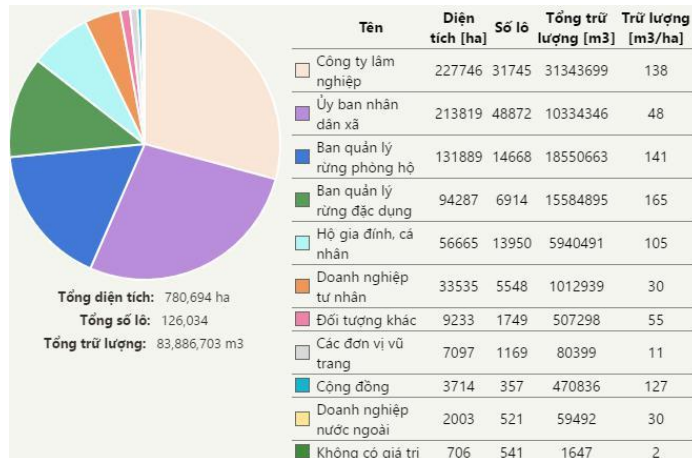 Tên Diện tích [ha] Số lô Tổng trữ lượng [m3] Trữ lượng [m3/ha]
Công ty lâm nghiệp 227746 31745 31343699 138
Ủy ban nhân dân xã 213819 48872 10334346 48
Ban quản lý rừng phòng hộ 131889 14668 18550663 141
Ban quản lý rừng đặc dụng 94287 6914 15584895 165
Hộ gia đính, cá nhân 56665 13950 5940491 105
Doanh nghiệp tư nhân 33535 5548 1012939 30
Đối tượng khác 9233 1749 507298 55
Các đơn vị vũ trang 7097 1169 80399 11
Cộng đồng 3714 357 470836 127
Doanh nghiệp nước ngoài 2003 521 59492 30
Không có giá trị 706 541 1647 2
Tổng diện tích: 780,694 ha
Tổng số lô: 126,034
Tổng trữ lượng: 83,886,703 m3